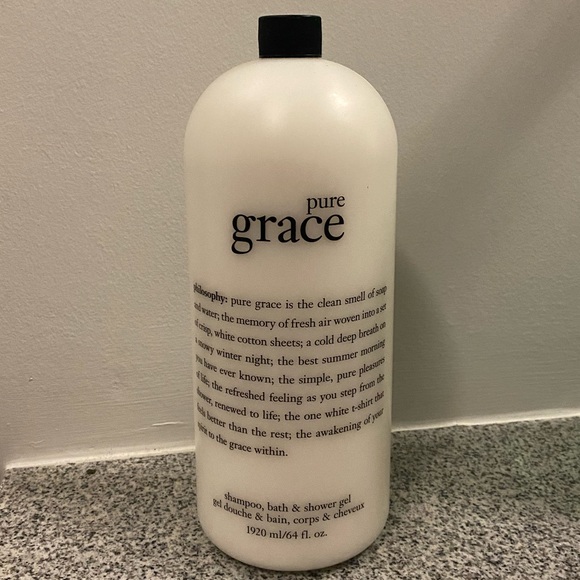 pure
grace
philosophy: pure grace is the clean smell of soap
and water; the memory of fresh air woven into a set
of crisp, white cotton sheets; a cold deep breath on
a snowy winter night; the best summer morning
you have ever known; the simple, pure pleasures
of life; the refreshed feeling as you step from the
shower, renewed to life; the one white t-shirt that
feels better than the rest; the awakening of your
spirit to the grace within.
shampoo, bath & shower gel
gel douche & bain, corps & cheveux
1920 ml/64 fl. oz.